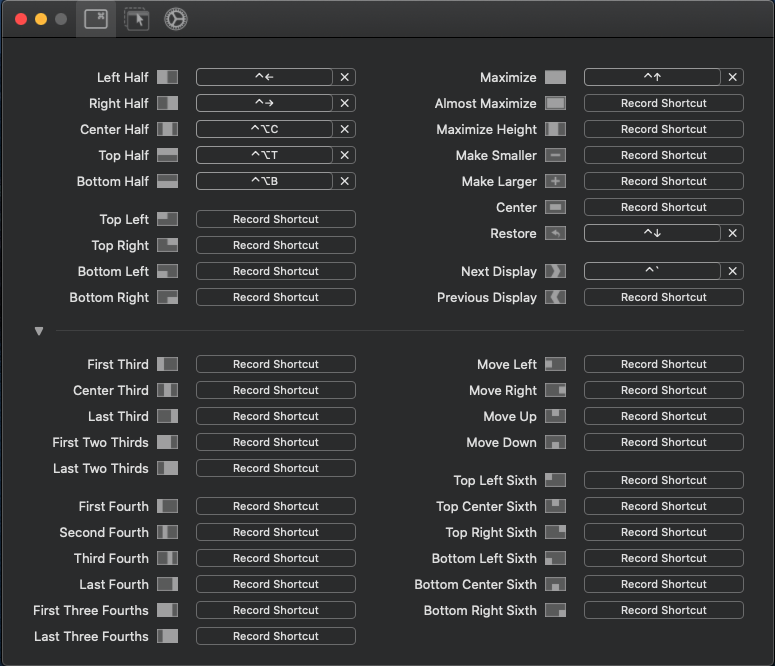 Left Half ^← ✕
Right Half ^→ ✕
Center Half ^⌥C ✕
Top Half ^⌥T ✕
Bottom Half ^⌥B ✕
Top Left Record Shortcut
Top Right Record Shortcut
Bottom Left Record Shortcut
Bottom Right Record Shortcut
Maximize ^↑ ✕
Almost Maximize Record Shortcut
Maximize Height Record Shortcut
Make Smaller Record Shortcut
Make Larger Record Shortcut
Center Record Shortcut
Restore ^↓ ✕
Next Display ^` ✕
Previous Display Record Shortcut
First Third Record Shortcut
Center Third Record Shortcut
Last Third Record Shortcut
First Two Thirds Record Shortcut
Last Two Thirds Record Shortcut
First Fourth Record Shortcut
Second Fourth Record Shortcut
Third Fourth Record Shortcut
Last Fourth Record Shortcut
First Three Fourths Record Shortcut
Last Three Fourths Record Shortcut
Move Left Record Shortcut
Move Right Record Shortcut
Move Up Record Shortcut
Move Down Record Shortcut
Top Left Sixth Record Shortcut
Top Center Sixth Record Shortcut
Top Right Sixth Record Shortcut
Bottom Left Sixth Record Shortcut
Bottom Center Sixth Record Shortcut
Bottom Right Sixth Record Shortcut